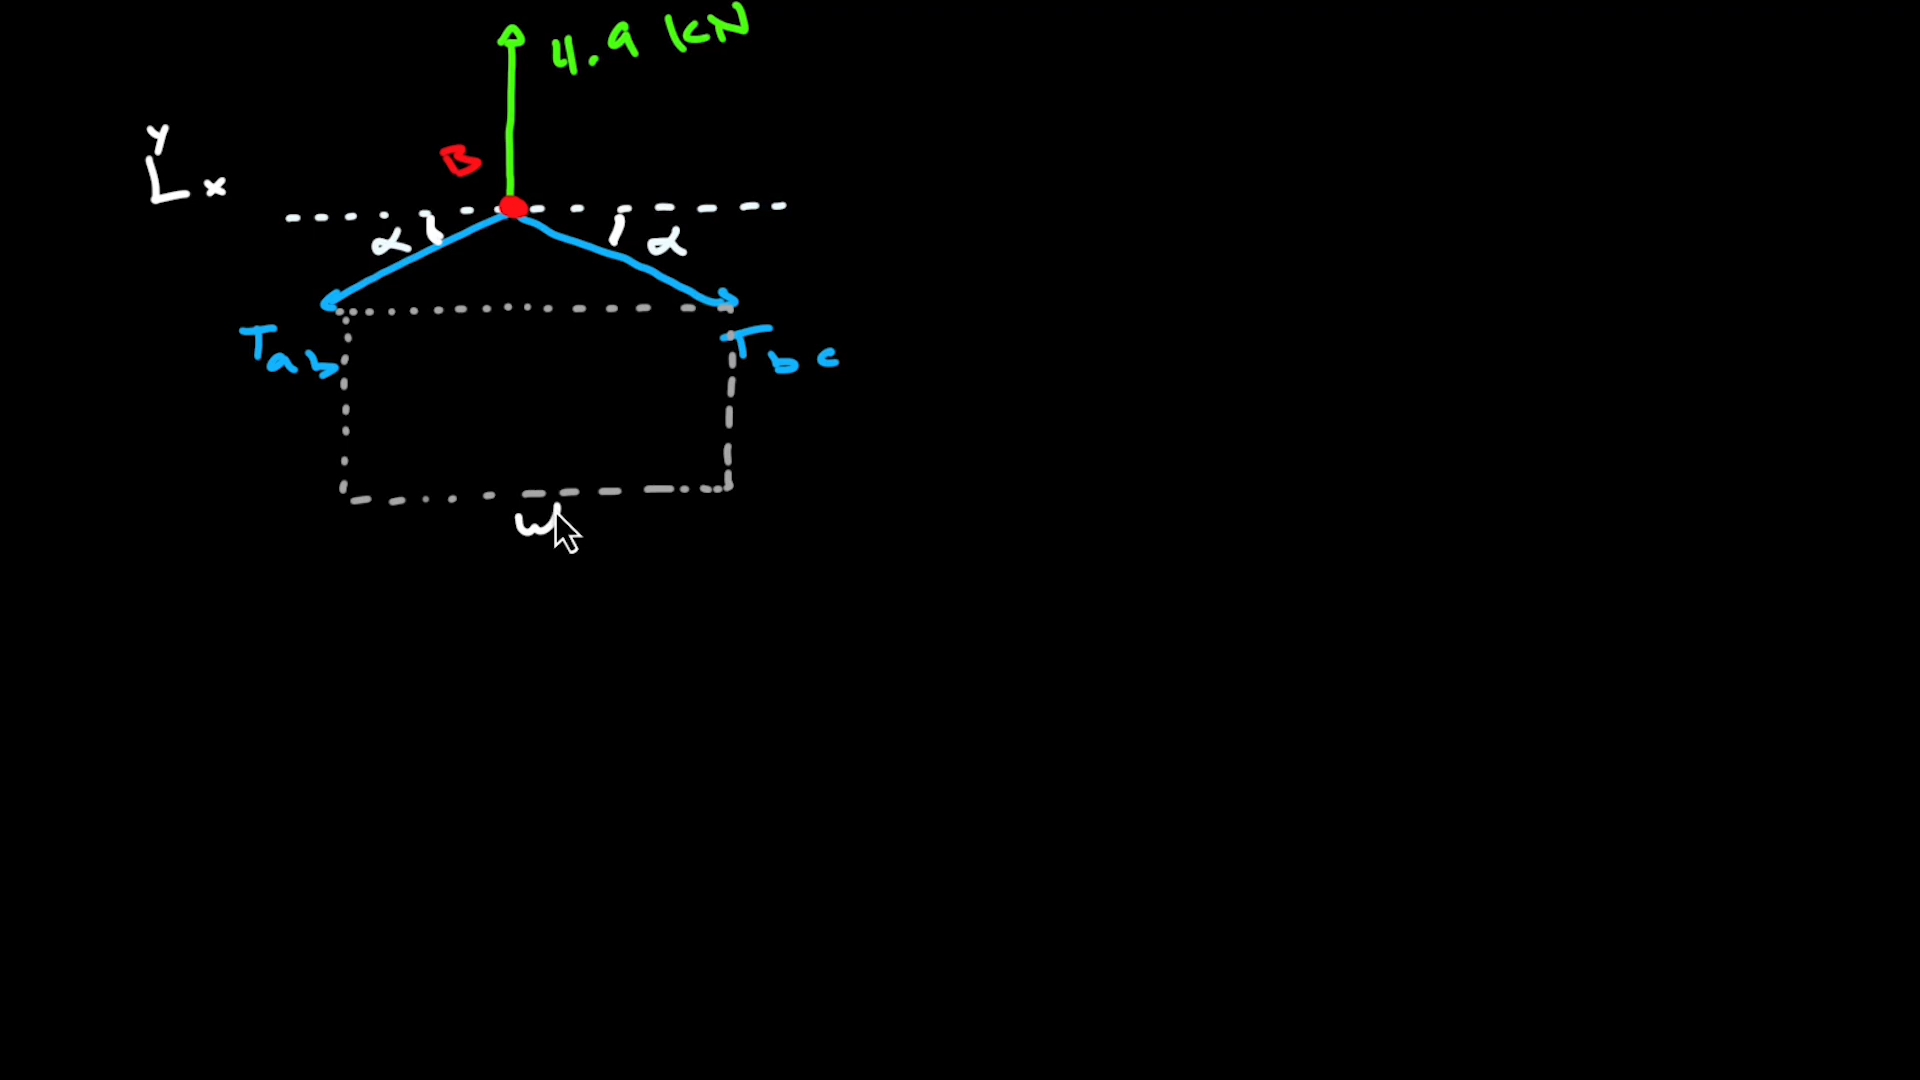 4.9 kN
y
B
x
α α
Tab Tbc
w